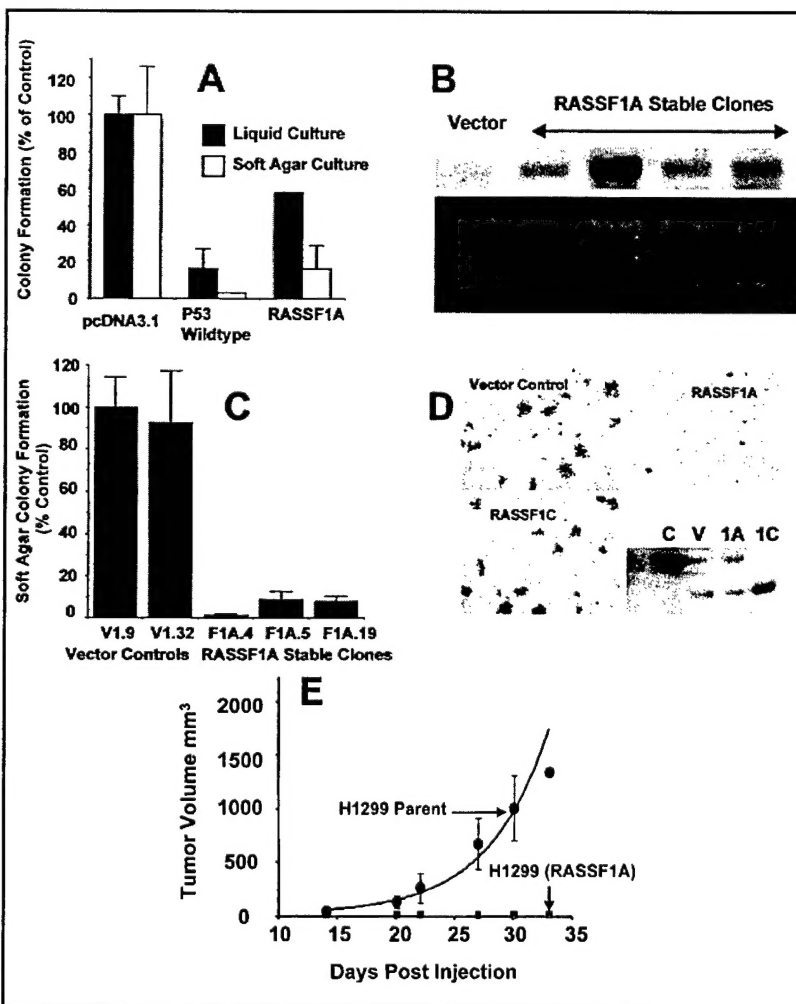 A
Colony Formation (% of Control)
120
100
80
60
40
20
0
Liquid Culture
Soft Agar Culture
pcDNA3.1
P53
Wildtype
RASSF1A
B
Vector
RASSF1A Stable Clones
C
Soft Agar Colony Formation
(% Control)
120
100
80
60
40
20
0
V1.9
V1.32
F1A.4
F1A.5
F1A.19
Vector Controls
RASSF1A Stable Clones
D
Vector Control
RASSF1A
RASSF1C
C V 1A 1C
E
Tumor Volume mm³
2000
1500
1000
500
0
H1299 Parent
H1299 (RASSF1A)
10 15 20 25 30 35
Days Post Injection